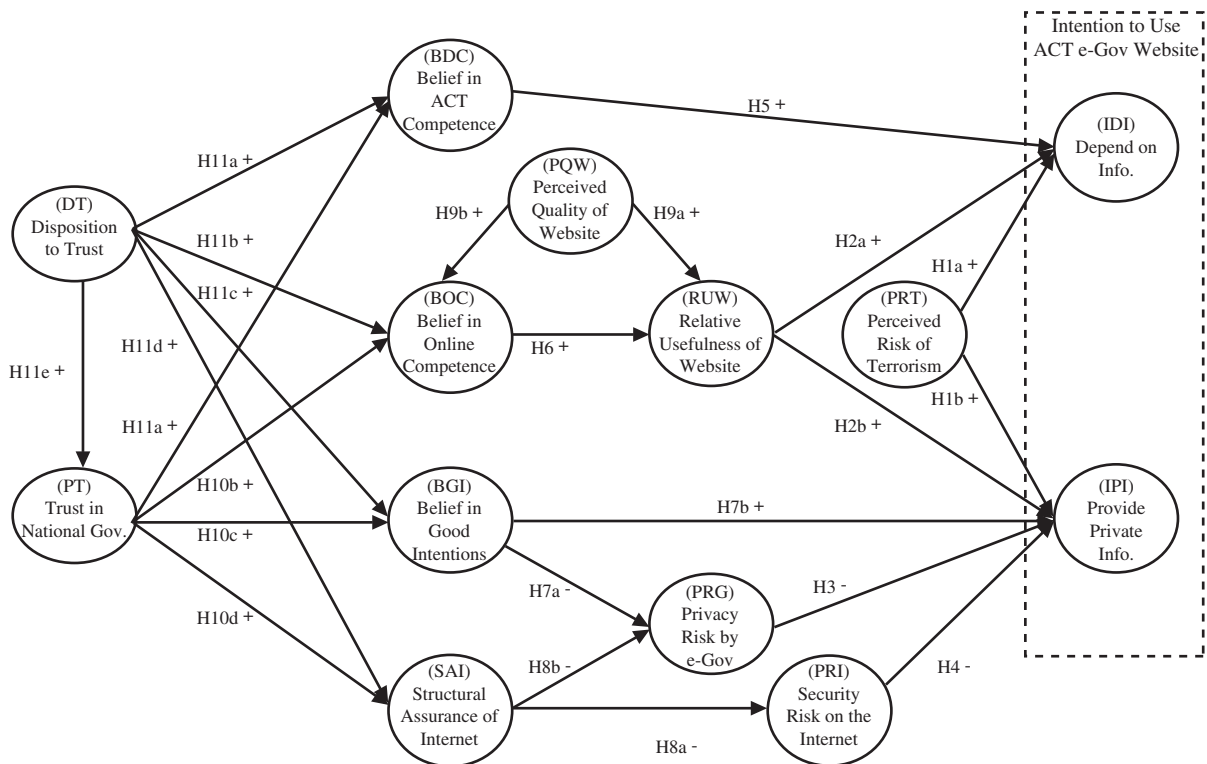 Intention to Use
ACT e-Gov Website
(BDC)
Belief in
ACT
Competence
H5 +
(IDI)
Depend on
Info.
H11a +
(PQW)
Perceived
Quality of
Website
(DT)
Disposition
to Trust
H9b +
H9a +
H11b +
H2a +
H11c +
H1a +
(BOC)
Belief in
Online
Competence
(RUW)
Relative
Usefulness of
Website
(PRT)
Perceived
Risk of
Terrorism
H11d +
H6 +
H11e +
H1b +
H11a +
H2b +
(PT)
Trust in
National Gov.
H10b +
(BGI)
Belief in
Good
Intentions
H7b +
(IPI)
Provide
Private
Info.
H10c +
H7a -
(PRG)
Privacy
Risk by
e-Gov
H3 -
H10d +
(SAI)
Structural
Assurance of
Internet
H8b -
(PRI)
Security
Risk on the
Internet
H4 -
H8a -